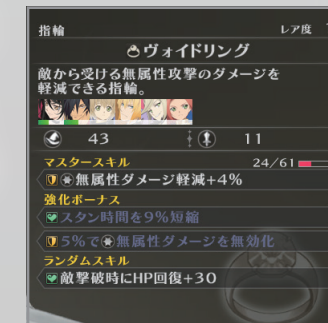 指輪 レア度
ヴォイドリング
敵から受ける無属性攻撃のダメージを
軽減できる指輪。
43 11
マスタースキル 24/61
無属性ダメージ軽減+4%
強化ボーナス
スタン時間を9%短縮
5%で無属性ダメージを無効化
ランダムスキル
敵撃破時にHP回復+30